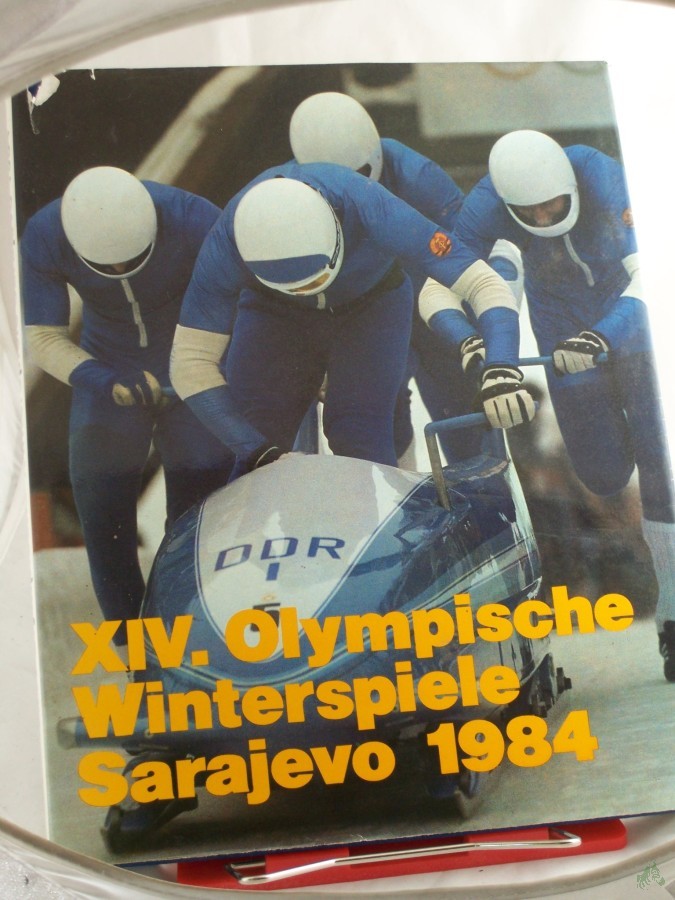 DDR
I
XIV. Olympische
Winterspiele
Sarajevo 1984